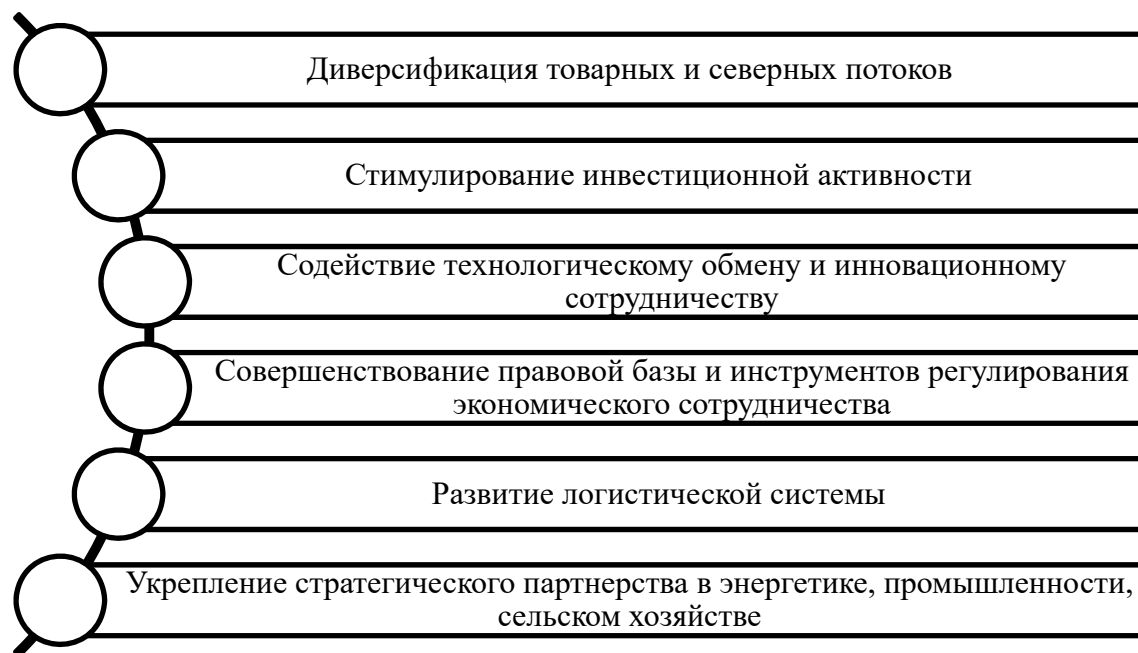 Диверсификация товарных и северных потоков
Стимулирование инвестиционной активности
Содействие технологическому обмену и инновационному
сотрудничеству
Совершенствование правовой базы и инструментов регулирования
экономического сотрудничества
Развитие логистической системы
Укрепление стратегического партнерства в энергетике, промышленности,
сельском хозяйстве